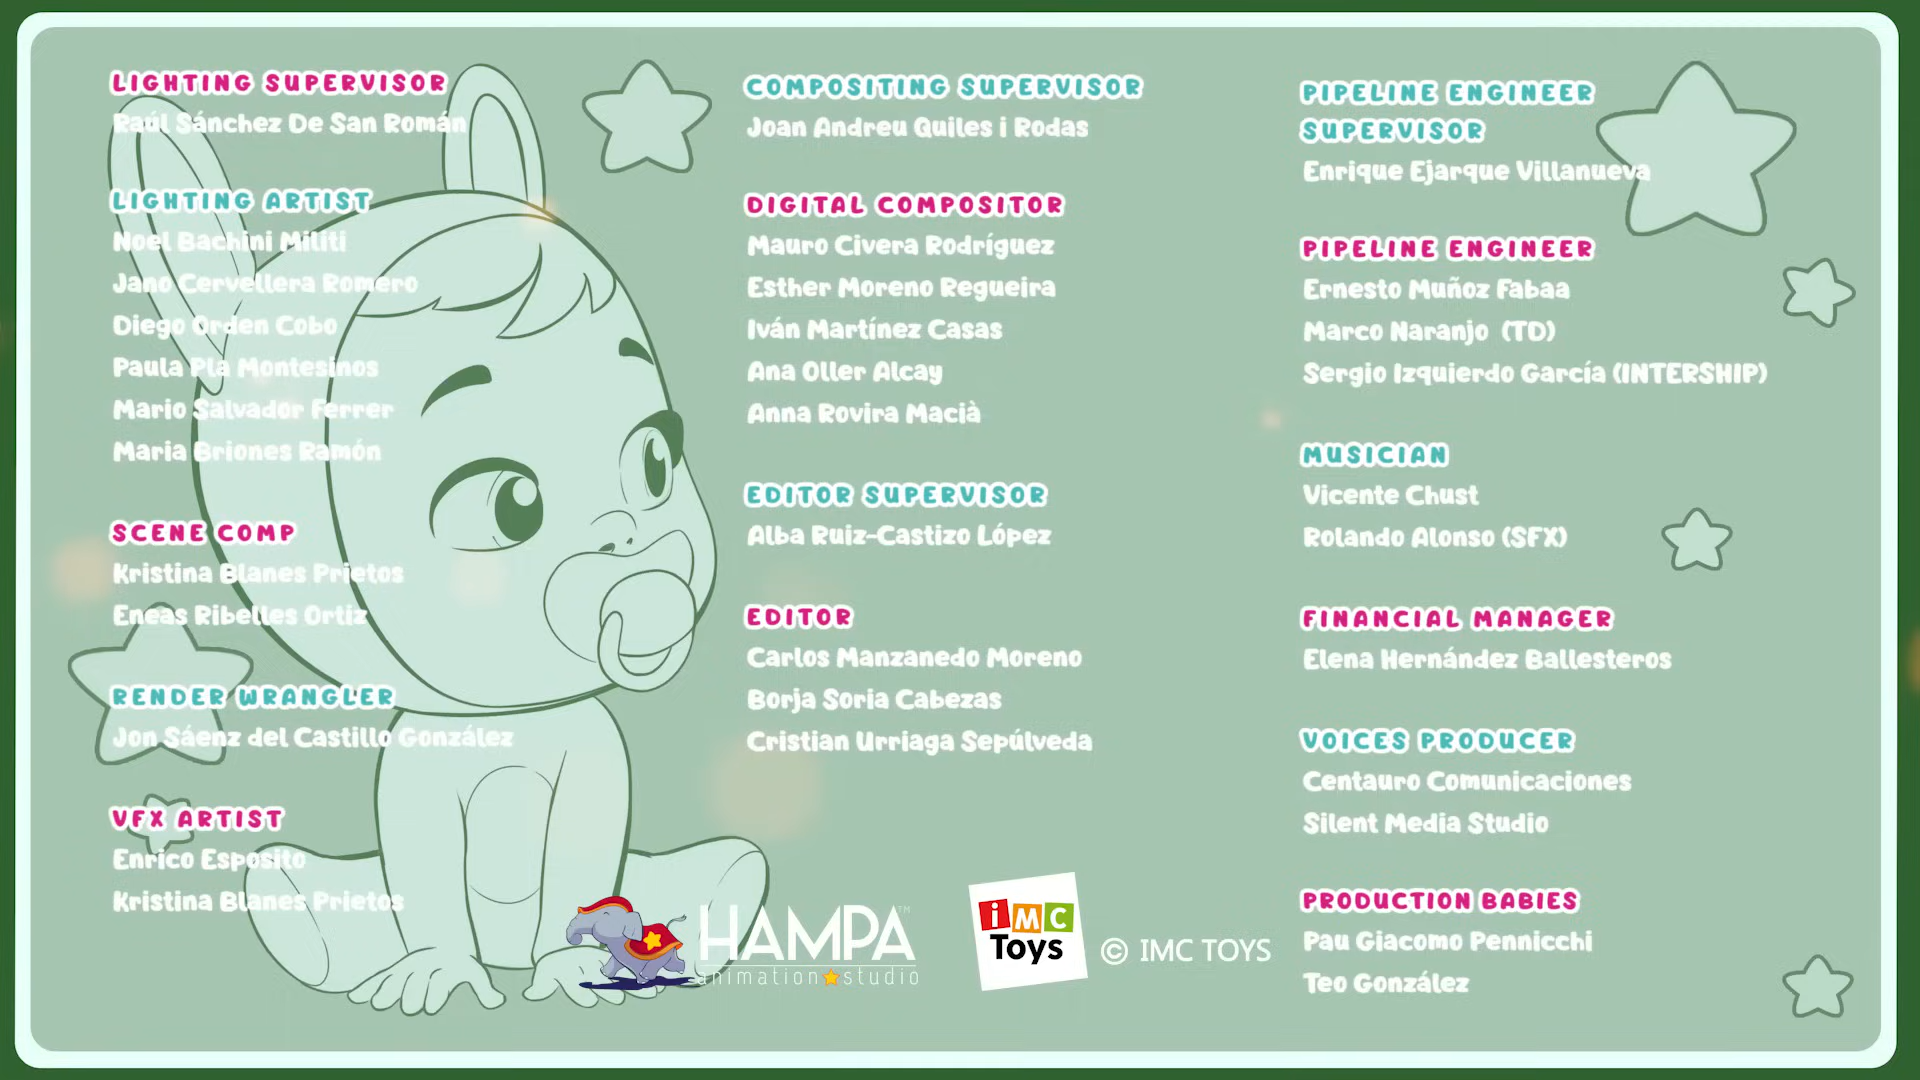 LIGHTING SUPERVISOR
Raúl Sánchez De San Román
LIGHTING ARTIST
Noel Bachini Militi
Jano Cervellera Romero
Diego Orden Cobo
Paula Pla Montesinos
Mario Salvador Ferrer
Maria Briones Ramón
SCENE COMP
Kristina Blanes Prietos
Eneas Ribelles Ortiz
RENDER WRANGLER
Jon Sáenz del Castillo González
VFX ARTIST
Enrico Esposito
Kristina Blanes Prietos
COMPOSITING SUPERVISOR
Joan Andreu Quiles i Rodas
DIGITAL COMPOSITOR
Mauro Civera Rodríguez
Esther Moreno Regueira
Iván Martínez Casas
Ana Oller Alcay
Anna Rovira Macià
EDITOR SUPERVISOR
Alba Ruiz-Castizo López
EDITOR
Carlos Manzanedo Moreno
Borja Soria Cabezas
Cristian Urriaga Sepúlveda
HAMPA™
animation studio
iMC
Toys
© IMC TOYS
PIPELINE ENGINEER
SUPERVISOR
Enrique Ejarque Villanueva
PIPELINE ENGINEER
Ernesto Muñoz Fabaa
Marco Naranjo (TD)
Sergio Izquierdo García (INTERSHIP)
MUSICIAN
Vicente Chust
Rolando Alonso (SFX)
FINANCIAL MANAGER
Elena Hernández Ballesteros
VOICES PRODUCER
Centauro Comunicaciones
Silent Media Studio
PRODUCTION BABIES
Pau Giacomo Pennicchi
Teo González